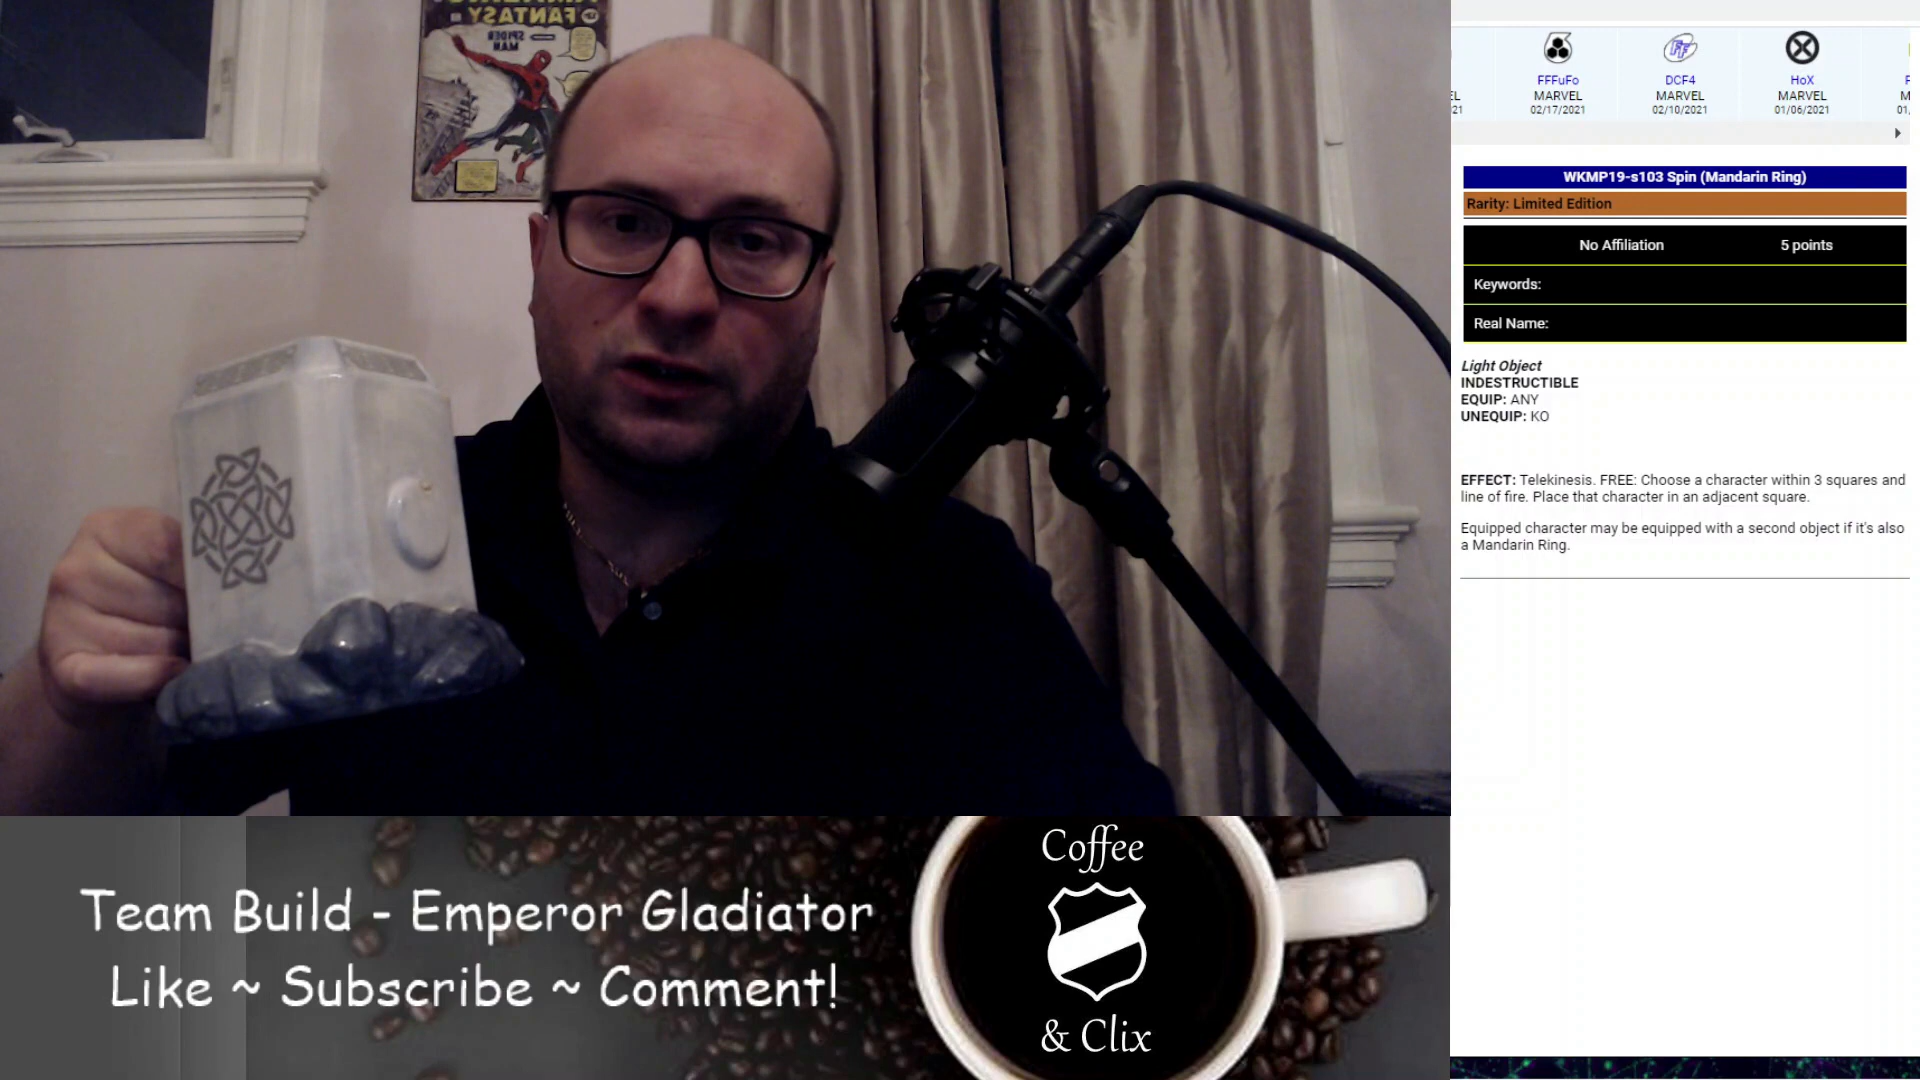 FANTASY
SPIDER
MAN
FFFuFo
MARVEL
02/17/2021
DCF4
MARVEL
02/10/2021
HoX
MARVEL
01/06/2021
WKMP19-s103 Spin (Mandarin Ring)
Rarity: Limited Edition
No Affiliation 5 points
Keywords:
Real Name:
Light Object
INDESTRUCTIBLE
EQUIP: ANY
UNEQUIP: KO
EFFECT: Telekinesis. FREE: Choose a character within 3 squares and
line of fire. Place that character in an adjacent square.
Equipped character may be equipped with a second object if it's also
a Mandarin Ring.
Team Build - Emperor Gladiator
Like ~ Subscribe ~ Comment!
Coffee
& Clix